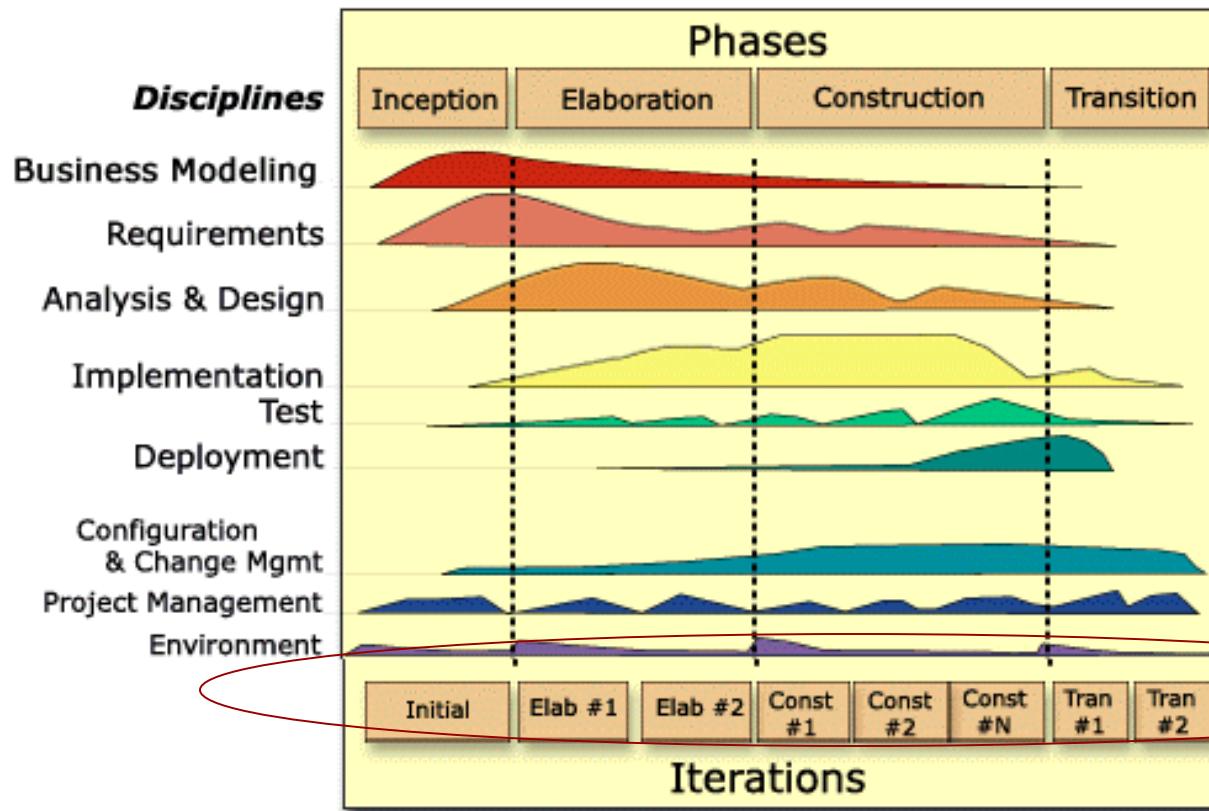 Phases
Disciplines
Inception
Elaboration
Construction
Transition
Business Modeling
Requirements
Analysis & Design
Implementation
Test
Deployment
Configuration
& Change Mgmt
Project Management
Environment
Initial
Elab #1
Elab #2
Const
#1
Const
#2
Const
#N
Tran
#1
Tran
#2
Iterations